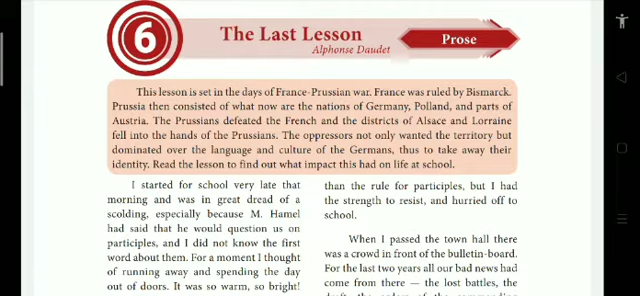 6
The Last Lesson
Alphonse Daudet
Prose
This lesson is set in the days of France-Prussian war. France was ruled by Bismarck.
Prussia then consisted of what now are the nations of Germany, Polland, and parts of
Austria. The Prussians defeated the French and the districts of Alsace and Lorraine
fell into the hands of the Prussians. The oppressors not only wanted the territory but
dominated over the language and culture of the Germans, thus to take away their
identity. Read the lesson to find out what impact this had on life at school.
I started for school very late that
morning and was in great dread of a
scolding, especially because M. Hamel
had said that he would question us on
participles, and I did not know the first
word about them. For a moment I thought
of running away and spending the day
out of doors. It was so warm, so bright!
than the rule for participles, but I had
the strength to resist, and hurried off to
school.
When I passed the town hall there
was a crowd in front of the bulletin-board.
For the last two years all our bad news had
come from there — the lost battles, the
draft, the orders of the commanding